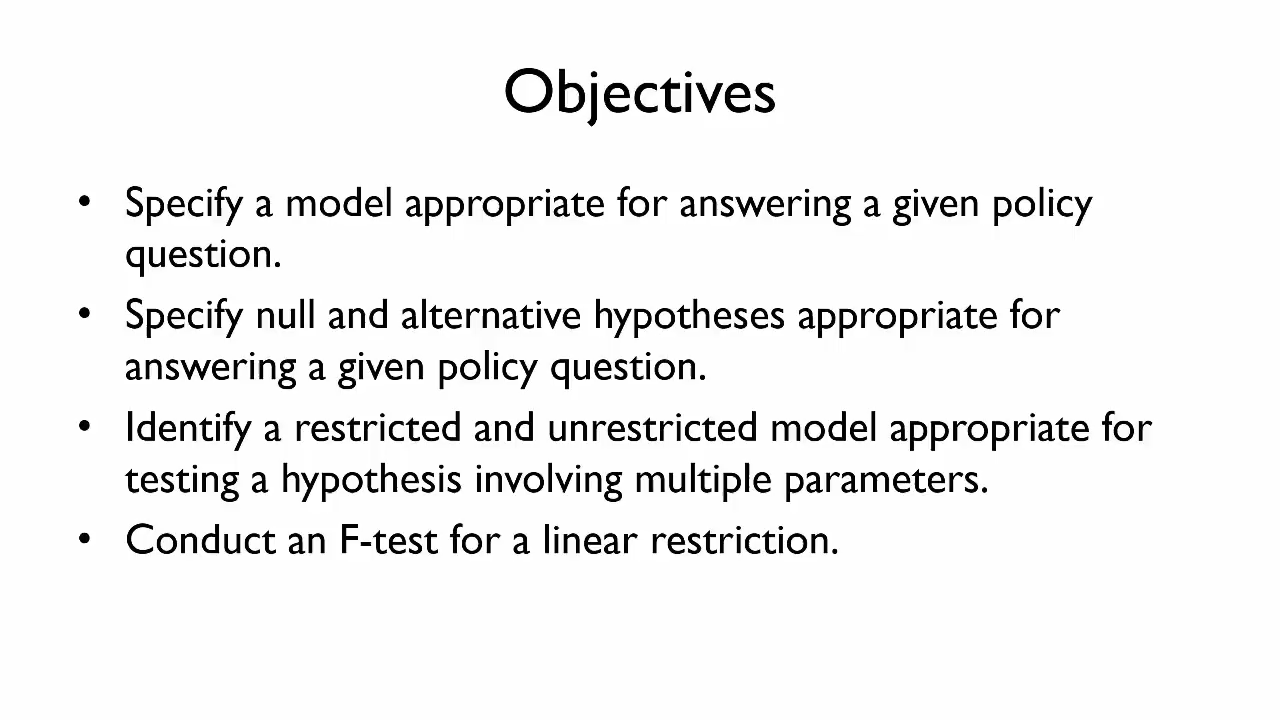 Objectives
• Specify a model appropriate for answering a given policy
question.
• Specify null and alternative hypotheses appropriate for
answering a given policy question.
• Identify a restricted and unrestricted model appropriate for
testing a hypothesis involving multiple parameters.
• Conduct an F-test for a linear restriction.